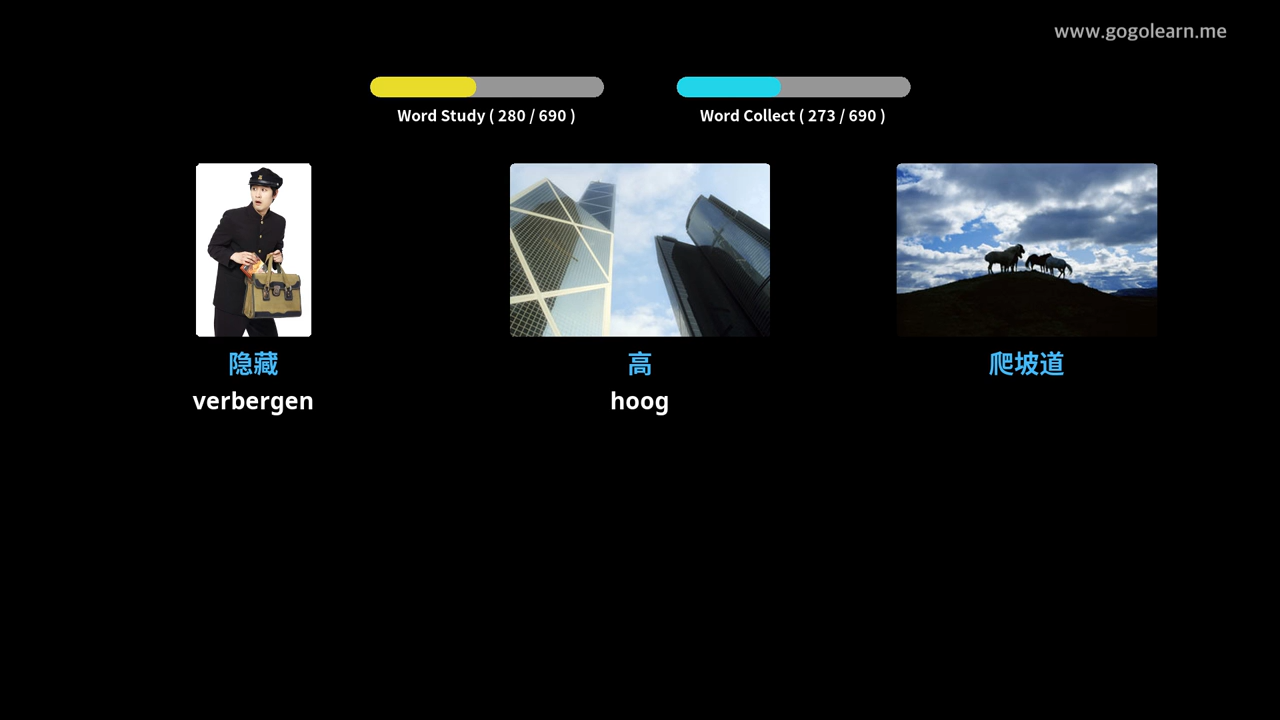 www.gogolearn.me
Word Study ( 280 / 690 )
Word Collect ( 273 / 690 )
隐藏
verbergen
高
hoog
爬坡道